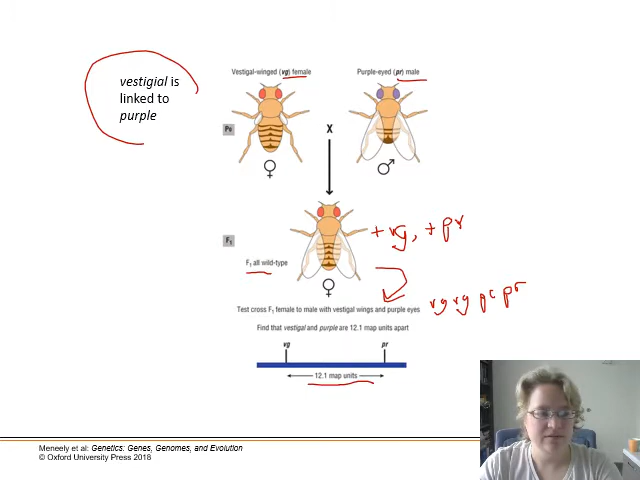 vestigial is
linked to
purple
Vestigal-winged (vg) female
Purple-eyed (pr) male
P0
X
♀
♂
F1
F1 all wild-type
+ vg, + pr
♀
vg vg pr pr
Test cross F1 female to male with vestigal wings and purple eyes
Find that vestigal and purple are 12.1 map units apart
vg
pr
12.1 map units
Meneely et al: Genetics: Genes, Genomes, and Evolution
© Oxford University Press 2018